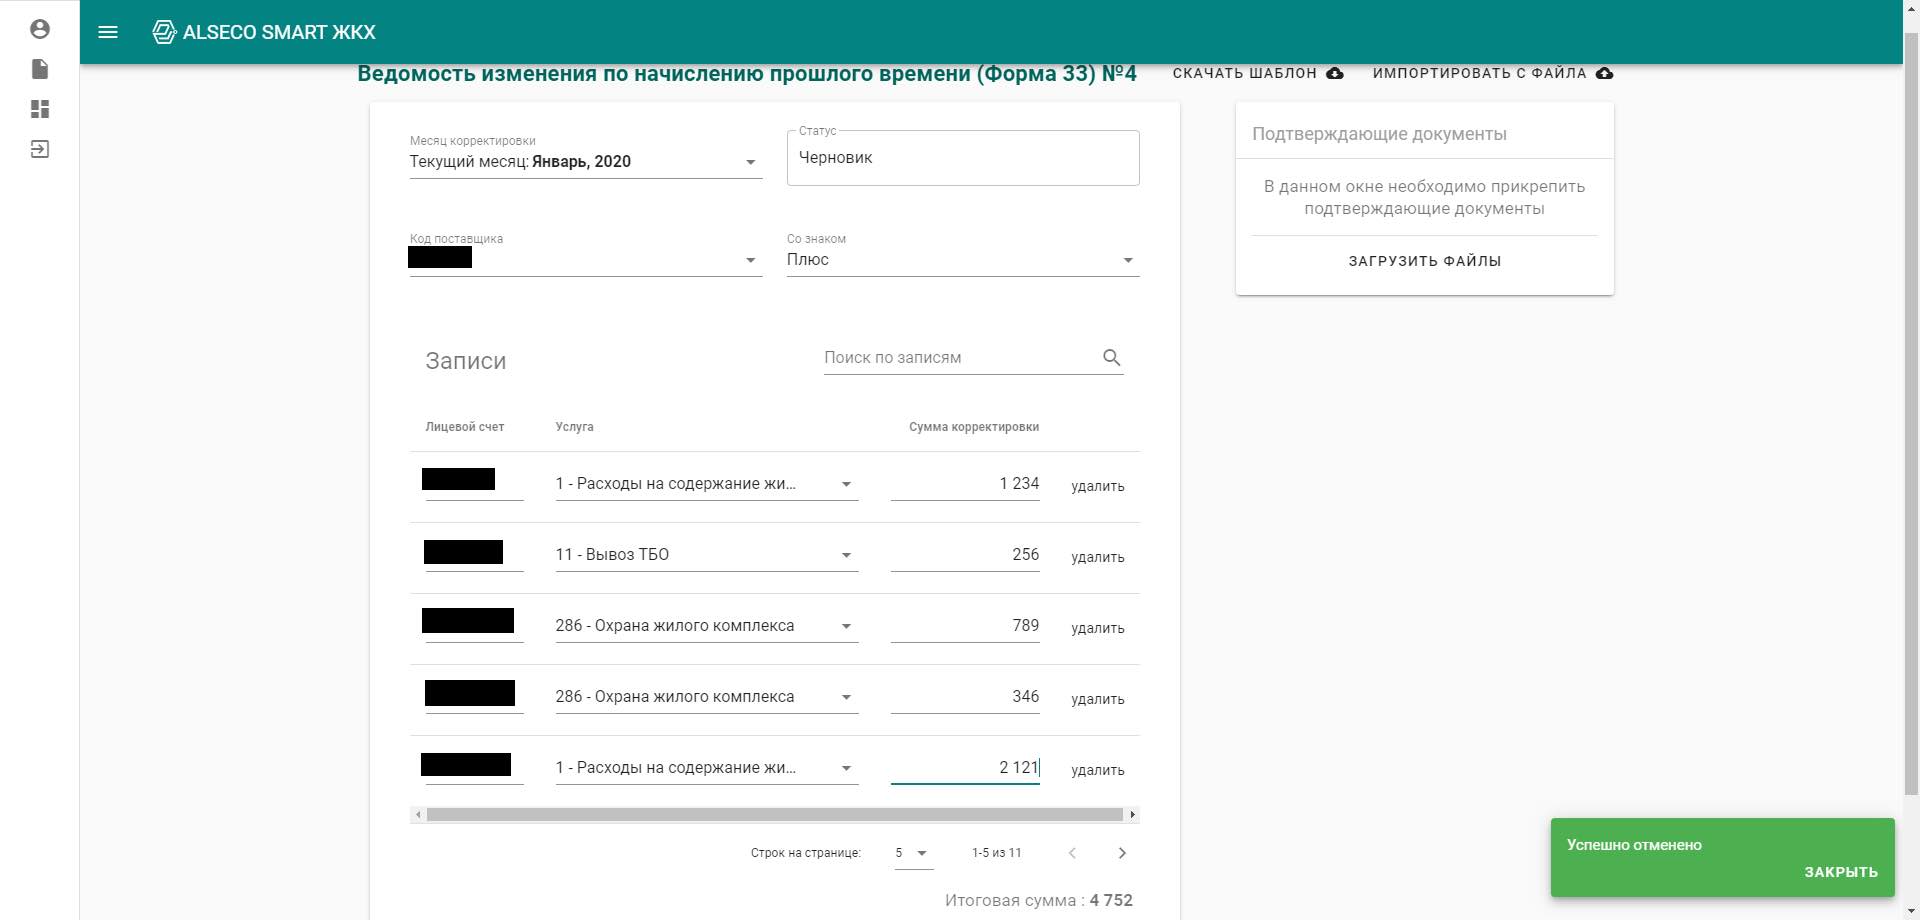 ALSECO SMART ЖКХ
Ведомость изменения по начислению прошлого времени (Форма 33) №4
СКАЧАТЬ ШАБЛОН
ИМПОРТИРОВАТЬ С ФАЙЛА
Месяц корректировки
Текущий месяц: Январь, 2020
Статус
Черновик
Код поставщика
Со знаком
Плюс
Подтверждающие документы
В данном окне необходимо прикрепить
подтверждающие документы
ЗАГРУЗИТЬ ФАЙЛЫ
Записи
Поиск по записям
Лицевой счет Услуга Сумма корректировки
1 - Расходы на содержание жи... 1 234 удалить
11 - Вывоз ТБО 256 удалить
286 - Охрана жилого комплекса 789 удалить
286 - Охрана жилого комплекса 346 удалить
1 - Расходы на содержание жи... 2 121 удалить
Строк на странице: 5 1-5 из 11
Итоговая сумма : 4 752
Успешно отменено
ЗАКРЫТЬ